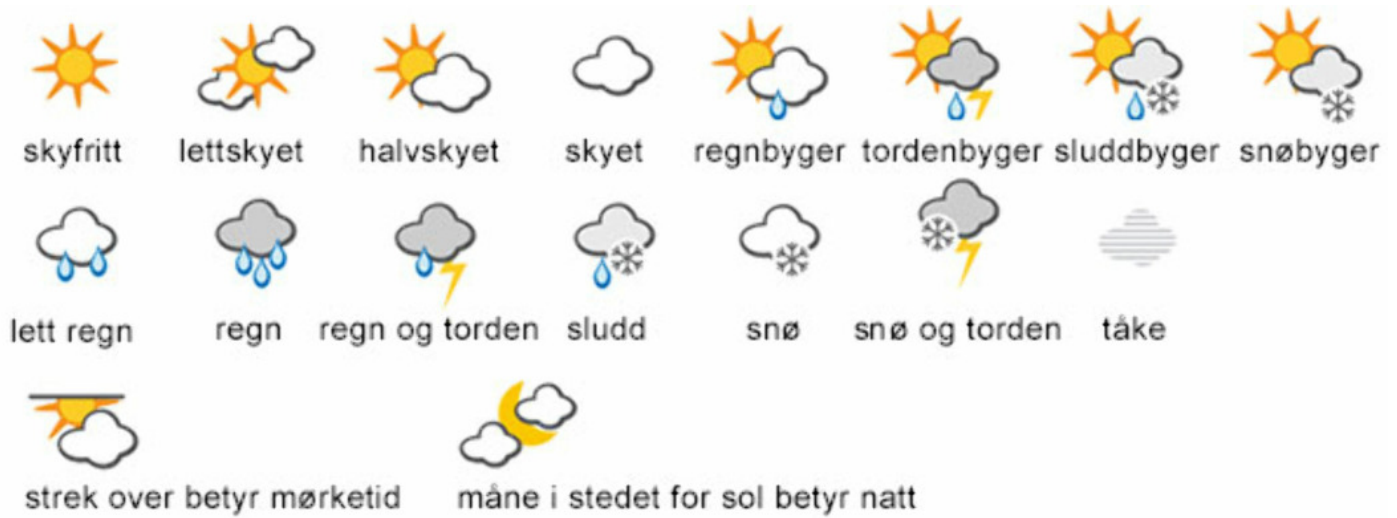 skyfritt lettskyet halvskyet skyet regnbyger tordenbyger sluddbyger snøbyger
lett regn regn regn og torden sludd snø snø og torden tåke
strek over betyr mørketid måne i stedet for sol betyr natt